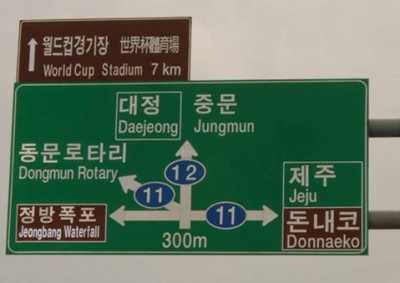 월드컵경기장 世界杯體育場
World Cup Stadium 7 km
대정 중문
Daejeong Jungmun
동문로타리
Dongmun Rotary
12
11
제주
Jeju
정방폭포
Jeongbang Waterfall
11
돈내코
Donnaeko
300m